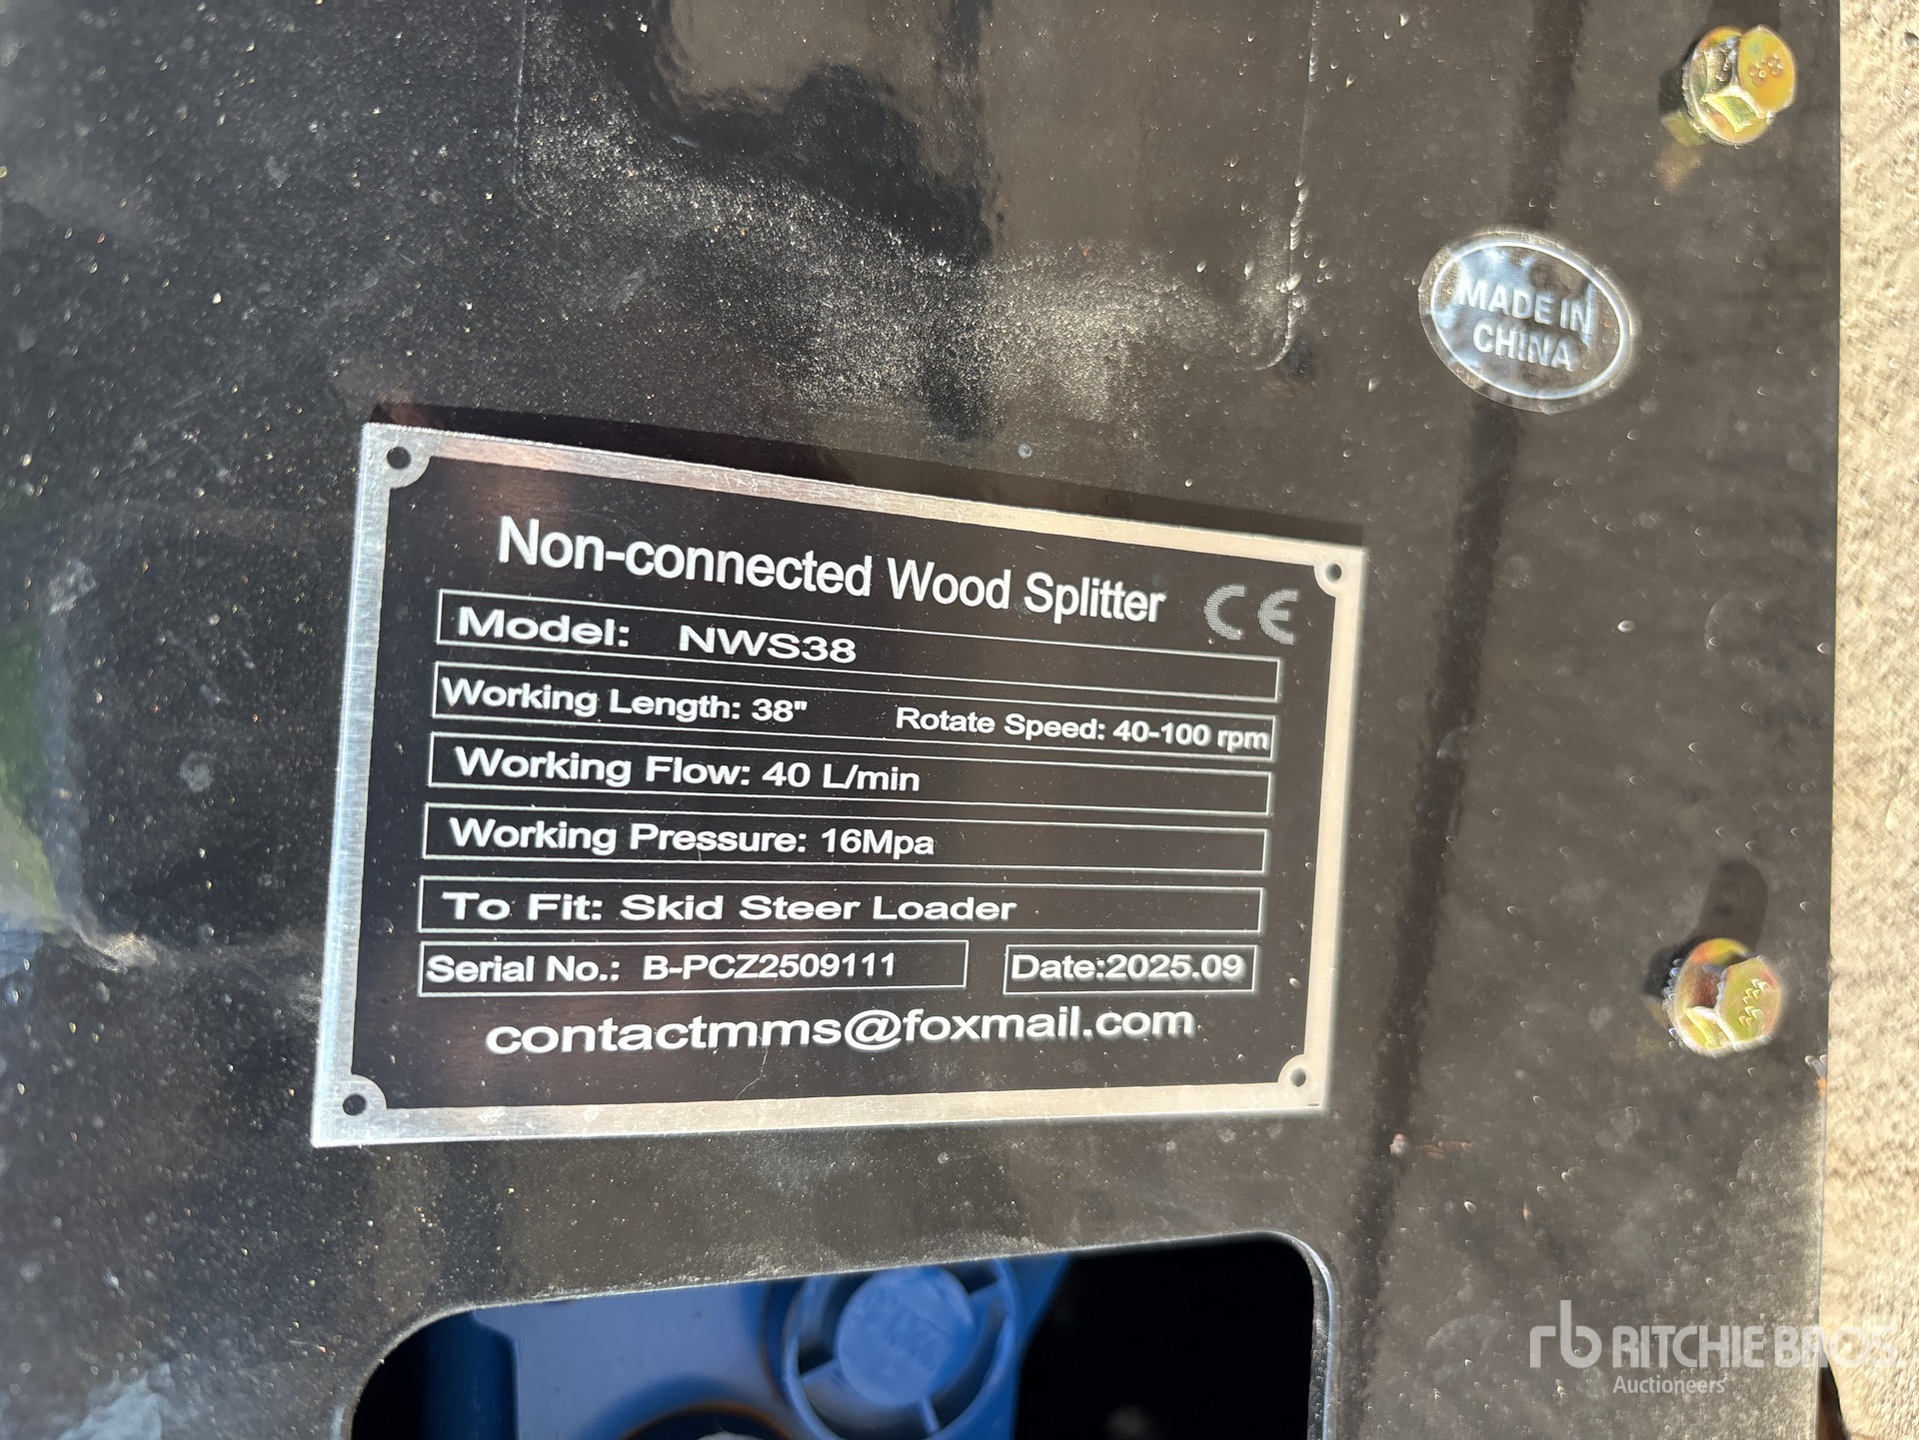 MADE IN
CHINA
Non-connected Wood Splitter CE
Model: NWS38
Working Length: 38" Rotate Speed: 40-100 rpm
Working Flow: 40 L/min
Working Pressure: 16Mpa
To Fit: Skid Steer Loader
Serial No.: B-PCZ2509111 Date:2025.09
contactmms@foxmail.com
rb RITCHIE BROS.
Auctioneers